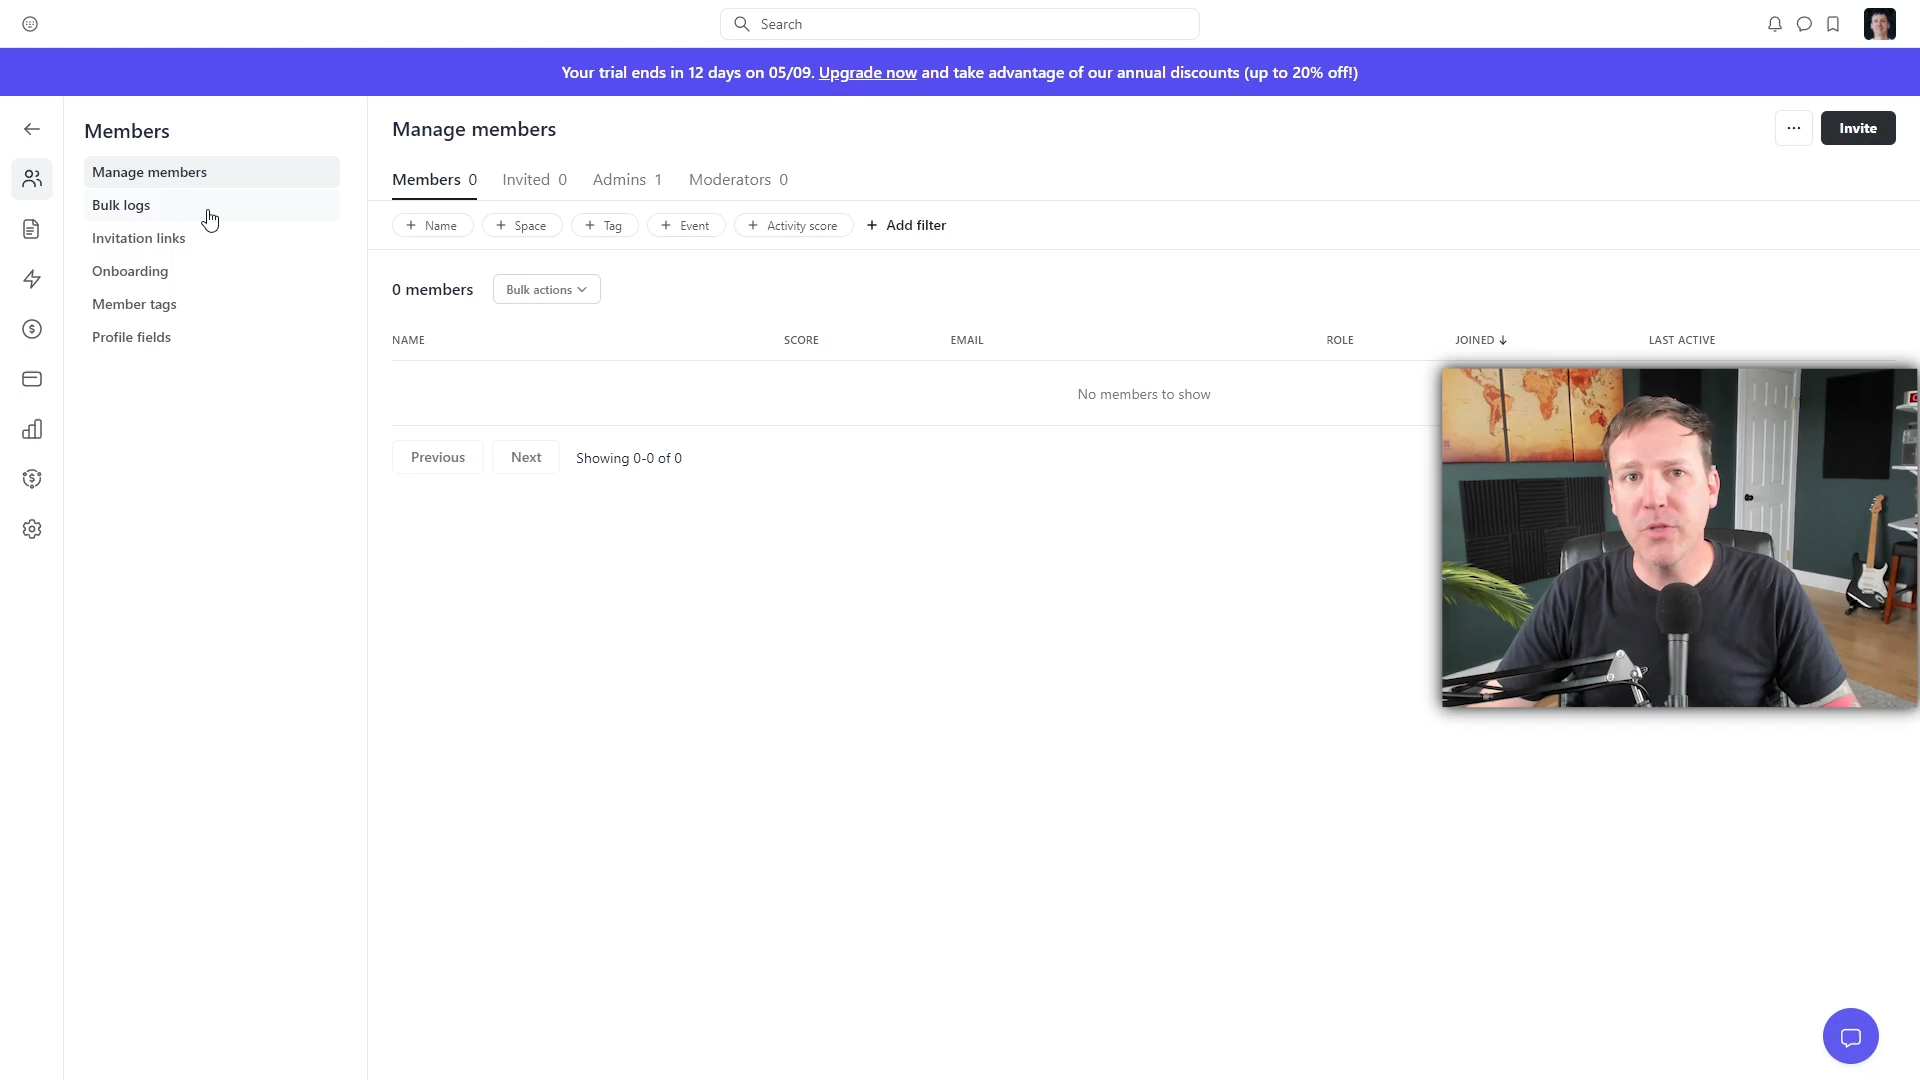 Search
Your trial ends in 12 days on 05/09. Upgrade now and take advantage of our annual discounts (up to 20% off!)
Members
Manage members
Bulk logs
Invitation links
Onboarding
Member tags
Profile fields
Manage members
Invite
Members 0 Invited 0 Admins 1 Moderators 0
Name Space Tag Event Activity score Add filter
0 members Bulk actions
NAME SCORE EMAIL ROLE JOINED LAST ACTIVE
No members to show
Previous Next Showing 0-0 of 0